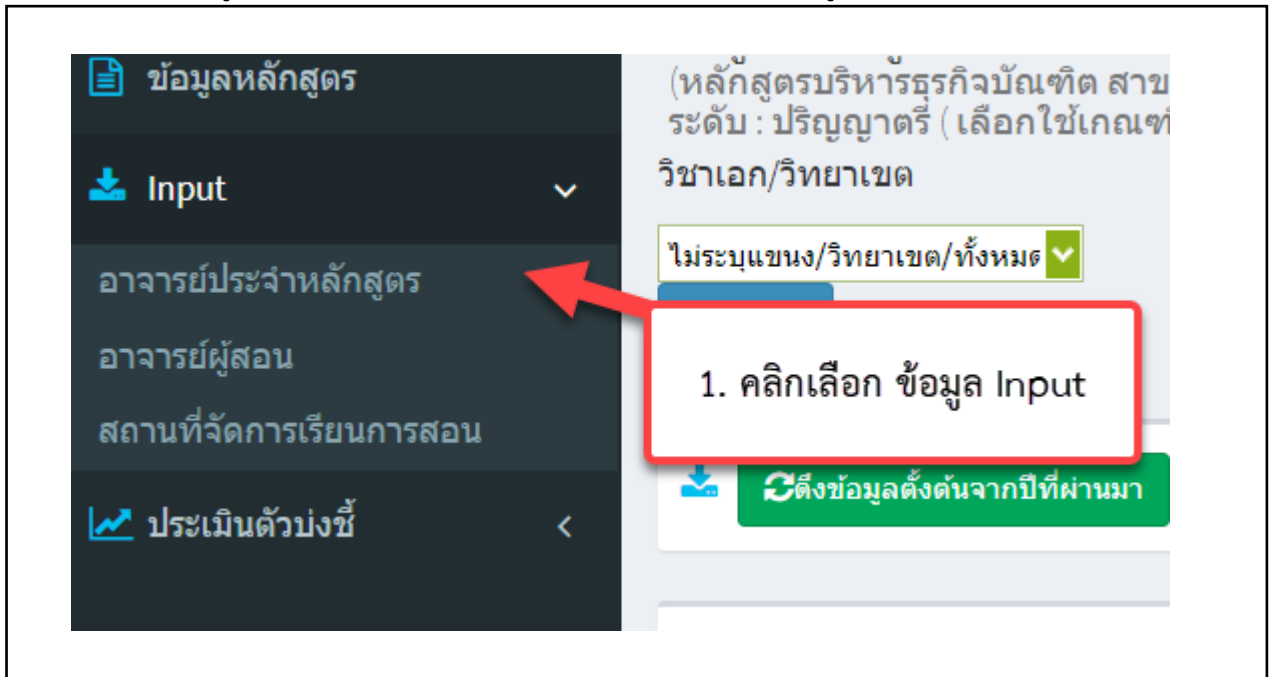 ข้อมูลหลักสูตร
Input
อาจารย์ประจำหลักสูตร
อาจารย์ผู้สอน
สถานที่จัดการเรียนการสอน
ประเมินตัวบ่งชี้
(หลักสูตรบริหารธุรกิจบัณฑิต สาข
ระดับ : ปริญญาตรี ( เลือกใช้เกณฑ์
วิชาเอก/วิทยาเขต
ไม่ระบุแขนง/วิทยาเขต/ทั้งหมด
1. คลิกเลือก ข้อมูล Input
ดึงข้อมูลตั้งต้นจากปีที่ผ่านมา